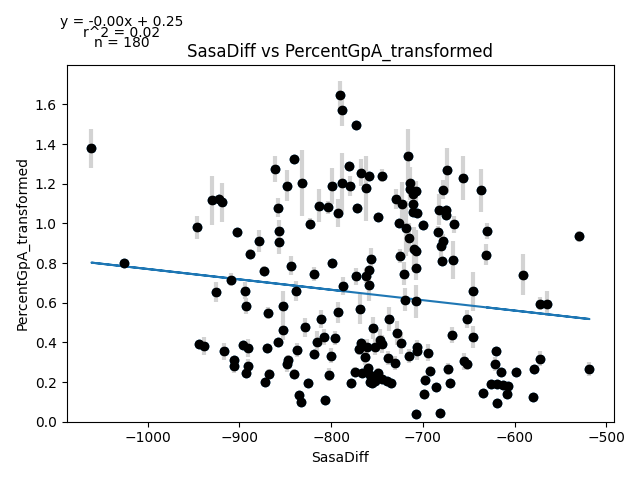 y = -0.00x + 0.25
r^2 = 0.02
n = 180
SasaDiff vs PercentGpA_transformed
PercentGpA_transformed
1.6
1.4
1.2
1.0
0.8
0.6
0.4
0.2
0.0
−1000 −900 −800 −700 −600 −500
SasaDiff